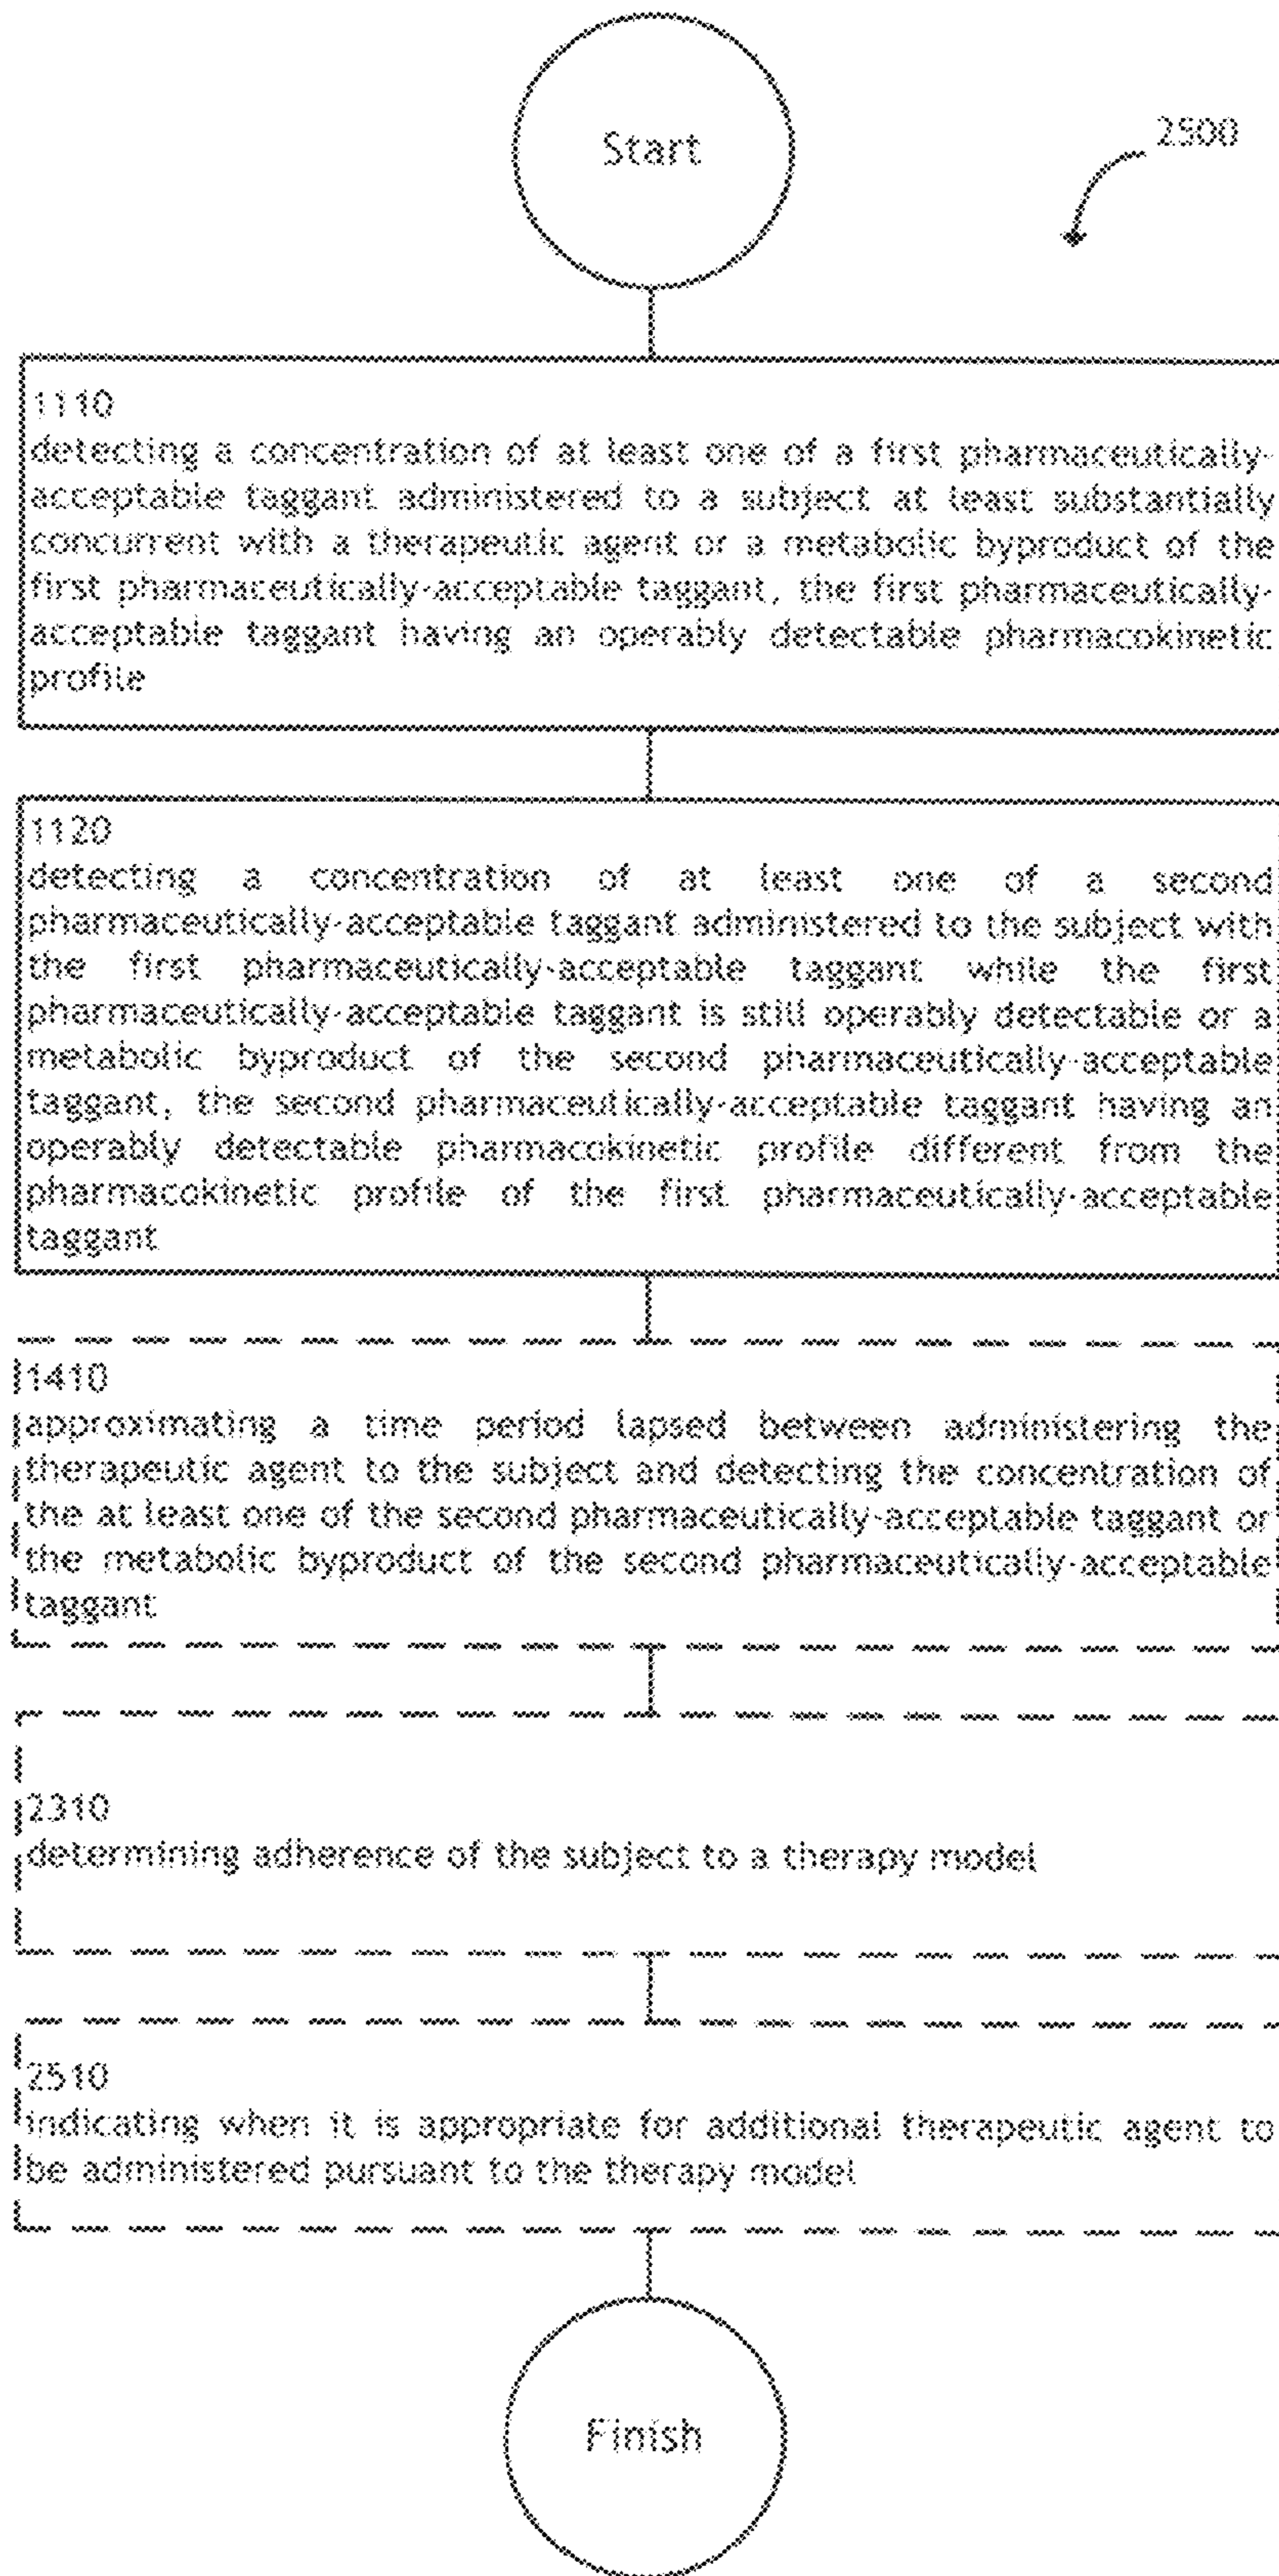 Start
2500
1110
detecting a concentration of at least one of a first pharmaceutically-
acceptable taggant administered to a subject at least substantially
concurrent with a therapeutic agent or a metabolic byproduct of the
first pharmaceutically-acceptable taggant, the first pharmaceutically-
acceptable taggant having an operably detectable pharmacokinetic
profile
1120
detecting a concentration of at least one of a second
pharmaceutically-acceptable taggant administered to the subject with
the first pharmaceutically-acceptable taggant while the first
pharmaceutically-acceptable taggant is still operably detectable or a
metabolic byproduct of the second pharmaceutically-acceptable
taggant, the second pharmaceutically-acceptable taggant having an
operably detectable pharmacokinetic profile different from the
pharmacokinetic profile of the first pharmaceutically-acceptable
taggant
1410
approximating a time period lapsed between administering the
therapeutic agent to the subject and detecting the concentration of
the at least one of the second pharmaceutically-acceptable taggant or
the metabolic byproduct of the second pharmaceutically-acceptable
taggant
2310
determining adherence of the subject to a therapy model
2510
indicating when it is appropriate for additional therapeutic agent to
be administered pursuant to the therapy model
Finish